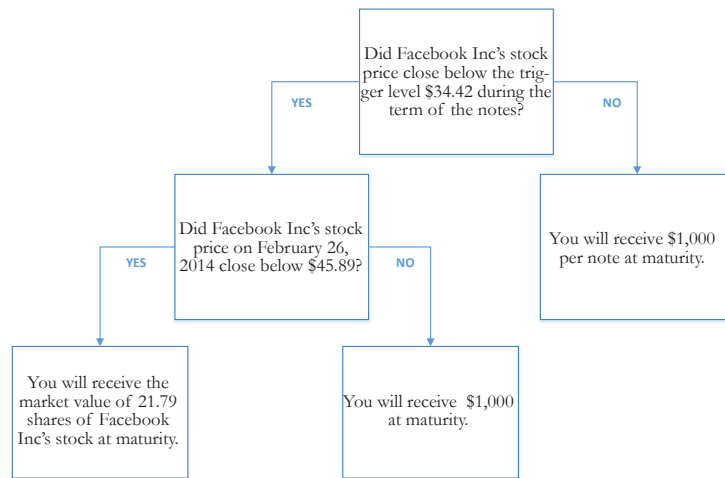 Did Facebook Inc's stock
price close below the trig-
ger level $34.42 during the
term of the notes?
YES
NO
Did Facebook Inc's stock
price on February 26,
2014 close below $45.89?
You will receive $1,000
per note at maturity.
YES
NO
You will receive the
market value of 21.79
shares of Facebook
Inc's stock at maturity.
You will receive $1,000
at maturity.